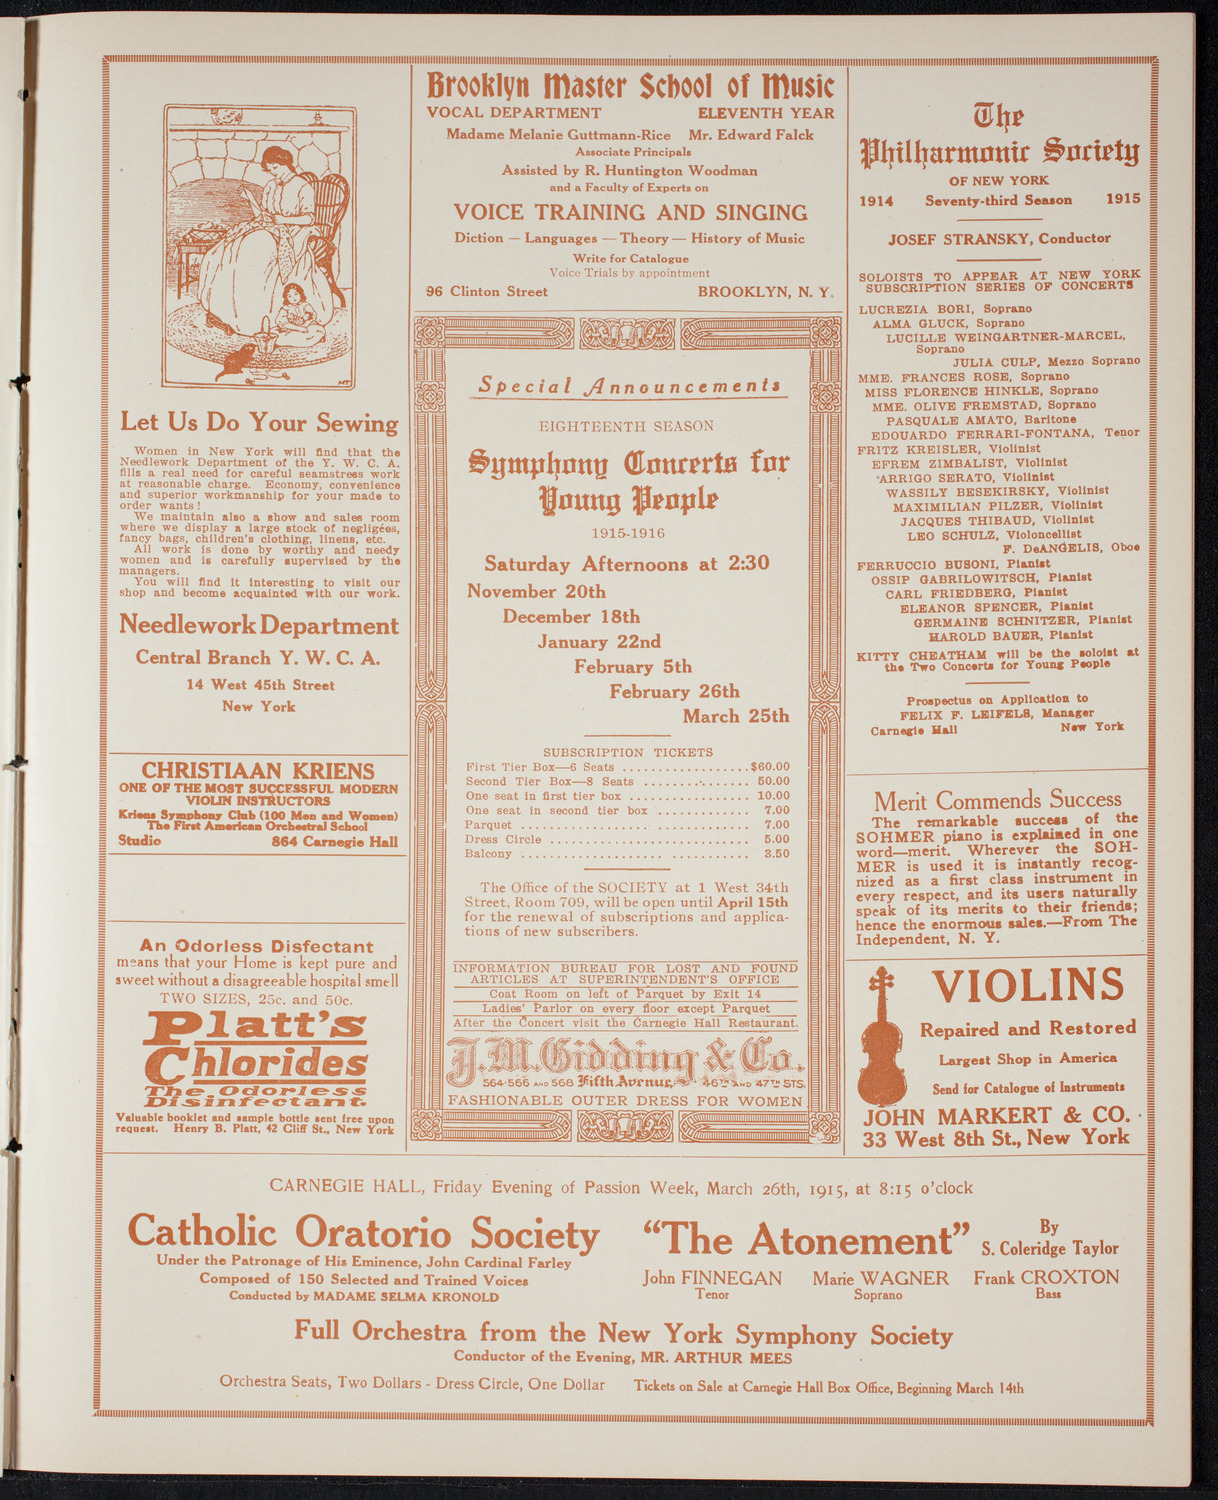 Let Us Do Your Sewing
Women in New York will find that the
Needlework Department of the Y. W. C. A.
fills a real need for careful seamstress work
at reasonable charge. Economy, convenience
and superior workmanship for your made to
order wants!
We maintain also a show and sales room
where we display a large stock of negligées,
fancy bags, children's clothing, linens, etc.
All work is done by worthy and needy
women and is carefully supervised by the
managers.
You will find it interesting to visit our
shop and become acquainted with our work.
Needlework Department
Central Branch Y. W. C. A.
14 West 45th Street
New York
CHRISTIAAN KRIENS
ONE OF THE MOST SUCCESSFUL MODERN
VIOLIN INSTRUCTORS
Kriens Symphony Club (100 Men and Women)
The First American Orchestral School
Studio 864 Carnegie Hall
An Odorless Disfectant
means that your Home is kept pure and
sweet without a disagreeable hospital smell
TWO SIZES, 25c. and 50c.
Platt's
Chlorides
The Odorless
Disinfectant.
Valuable booklet and sample bottle sent free upon
request. Henry B. Platt, 42 Cliff St., New York
Brooklyn Master School of Music
VOCAL DEPARTMENT ELEVENTH YEAR
Madame Melanie Guttmann-Rice Mr. Edward Falck
Associate Principals
Assisted by R. Huntington Woodman
and a Faculty of Experts on
VOICE TRAINING AND SINGING
Diction — Languages — Theory — History of Music
Write for Catalogue
Voice Trials by appointment
96 Clinton Street BROOKLYN, N. Y.
Special Announcements
EIGHTEENTH SEASON
Symphony Concerts for
Young People
1915-1916
Saturday Afternoons at 2:30
November 20th
December 18th
January 22nd
February 5th
February 26th
March 25th
SUBSCRIPTION TICKETS
First Tier Box—6 Seats .................. $60.00
Second Tier Box—8 Seats ............... 50.00
One seat in first tier box ................. 10.00
One seat in second tier box ............. 7.00
Parquet ................................ 7.00
Dress Circle ............................ 5.00
Balcony ................................ 3.50
The Office of the SOCIETY at 1 West 34th
Street, Room 709, will be open until April 15th
for the renewal of subscriptions and applica-
tions of new subscribers.
INFORMATION BUREAU FOR LOST AND FOUND
ARTICLES AT SUPERINTENDENT'S OFFICE
Coat Room on left of Parquet by Exit 14
Ladies' Parlor on every floor except Parquet
After the Concert visit the Carnegie Hall Restaurant.
J.M. Gidding & Co.
564-566 AND 568 Fifth Avenue, 46TH AND 47TH STS.
FASHIONABLE OUTER DRESS FOR WOMEN
The
Philharmonic Society
OF NEW YORK
1914 Seventy-third Season 1915
JOSEF STRANSKY, Conductor
SOLOISTS TO APPEAR AT NEW YORK
SUBSCRIPTION SERIES OF CONCERTS
LUCREZIA BORI, Soprano
ALMA GLUCK, Soprano
LUCILLE WEINGARTNER-MARCEL,
Soprano
JULIA CULP, Mezzo Soprano
MME. FRANCES ROSE, Soprano
MISS FLORENCE HINKLE, Soprano
MME. OLIVE FREMSTAD, Soprano
PASQUALE AMATO, Baritone
EDOUARDO FERRARI-FONTANA, Tenor
FRITZ KREISLER, Violinist
EFREM ZIMBALIST, Violinist
ARRIGO SERATO, Violinist
WASSILY BESEKIRSKY, Violinist
MAXIMILIAN PILZER, Violinist
JACQUES THIBAUD, Violinist
LEO SCHULZ, Violoncellist
F. DeANGELIS, Oboe
FERRUCCIO BUSONI, Pianist
OSSIP GABRILOWITSCH, Pianist
CARL FRIEDBERG, Pianist
ELEANOR SPENCER, Pianist
GERMAINE SCHNITZER, Pianist
HAROLD BAUER, Pianist
KITTY CHEATHAM will be the soloist at
the Two Concerts for Young People
Prospectus on Application to
FELIX F. LEIFELS, Manager
Carnegie Hall New York
Merit Commends Success
The remarkable success of the
SOHMER piano is explained in one
word—merit. Wherever the SOH-
MER is used it is instantly recog-
nized as a first class instrument in
every respect, and its users naturally
speak of its merits to their friends;
hence the enormous sales.—From The
Independent, N. Y.
VIOLINS
Repaired and Restored
Largest Shop in America
Send for Catalogue of Instruments
JOHN MARKERT & CO.
33 West 8th St., New York
CARNEGIE HALL, Friday Evening of Passion Week, March 26th, 1915, at 8:15 o'clock
Catholic Oratorio Society
Under the Patronage of His Eminence, John Cardinal Farley
Composed of 150 Selected and Trained Voices
Conducted by MADAME SELMA KRONOLD
"The Atonement" By
S. Coleridge Taylor
John FINNEGAN Marie WAGNER Frank CROXTON
Tenor Soprano Bass
Full Orchestra from the New York Symphony Society
Conductor of the Evening, MR. ARTHUR MEES
Orchestra Seats, Two Dollars - Dress Circle, One Dollar Tickets on Sale at Carnegie Hall Box Office, Beginning March 14th